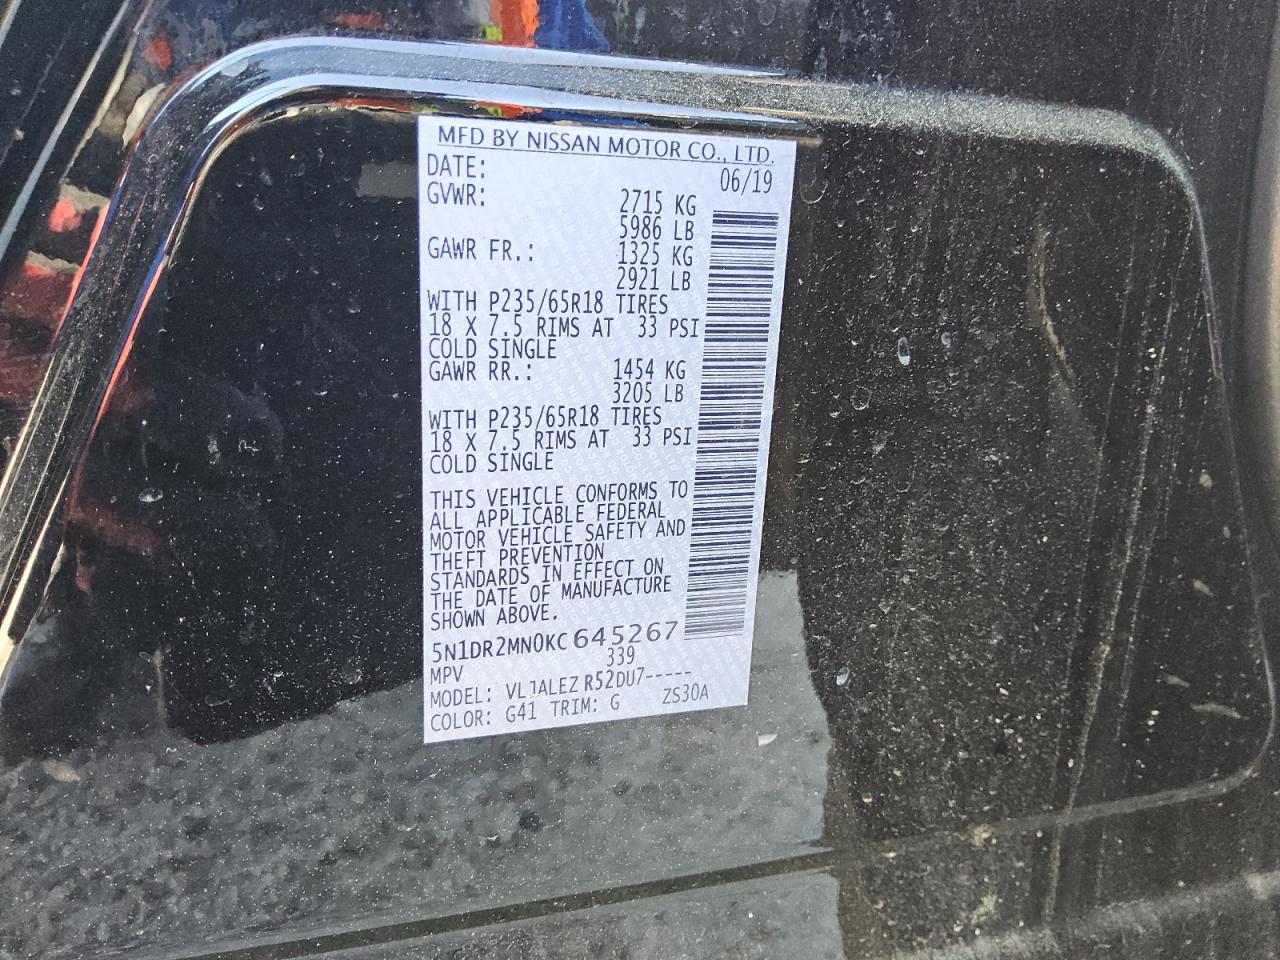 MFD BY NISSAN MOTOR CO., LTD.
DATE: 06/19
GVWR: 2715 KG
5986 LB
GAWR FR.: 1325 KG
2921 LB
WITH P235/65R18 TIRES
18 X 7.5 RIMS AT 33 PSI
COLD SINGLE
GAWR RR.: 1454 KG
3205 LB
WITH P235/65R18 TIRES
18 X 7.5 RIMS AT 33 PSI
COLD SINGLE
THIS VEHICLE CONFORMS TO
ALL APPLICABLE FEDERAL
MOTOR VEHICLE SAFETY AND
THEFT PREVENTION
STANDARDS IN EFFECT ON
THE DATE OF MANUFACTURE
SHOWN ABOVE.
5N1DR2MN0KC645267
MPV 339
MODEL: VLJALEZ R52DU7-----
COLOR: G41 TRIM: G ZS30A